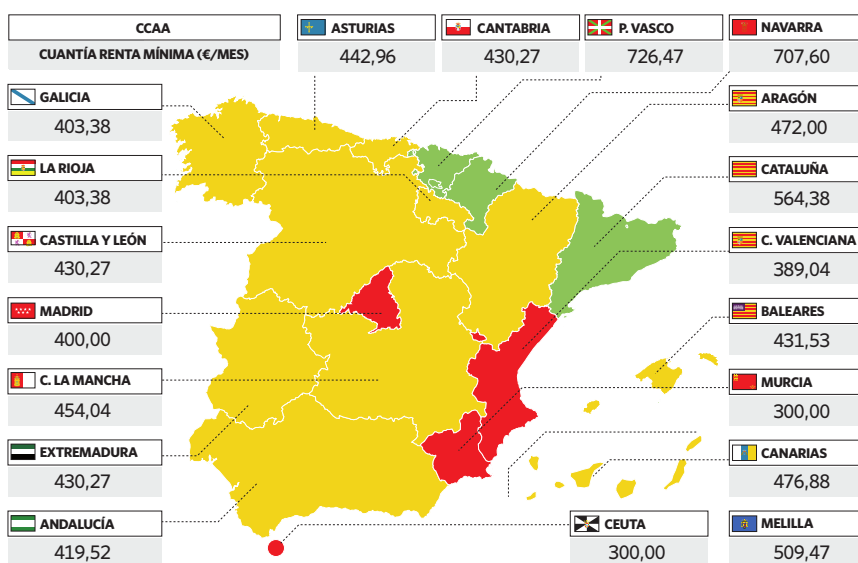 CCAA
CUANTÍA RENTA MÍNIMA (€/MES)
ASTURIAS
442,96
CANTABRIA
430,27
P. VASCO
726,47
NAVARRA
707,60
GALICIA
403,38
ARAGÓN
472,00
LA RIOJA
403,38
CATALUÑA
564,38
CASTILLA Y LEÓN
430,27
C. VALENCIANA
389,04
MADRID
400,00
BALEARES
431,53
C. LA MANCHA
454,04
MURCIA
300,00
EXTREMADURA
430,27
CANARIAS
476,88
ANDALUCÍA
419,52
CEUTA
300,00
MELILLA
509,47